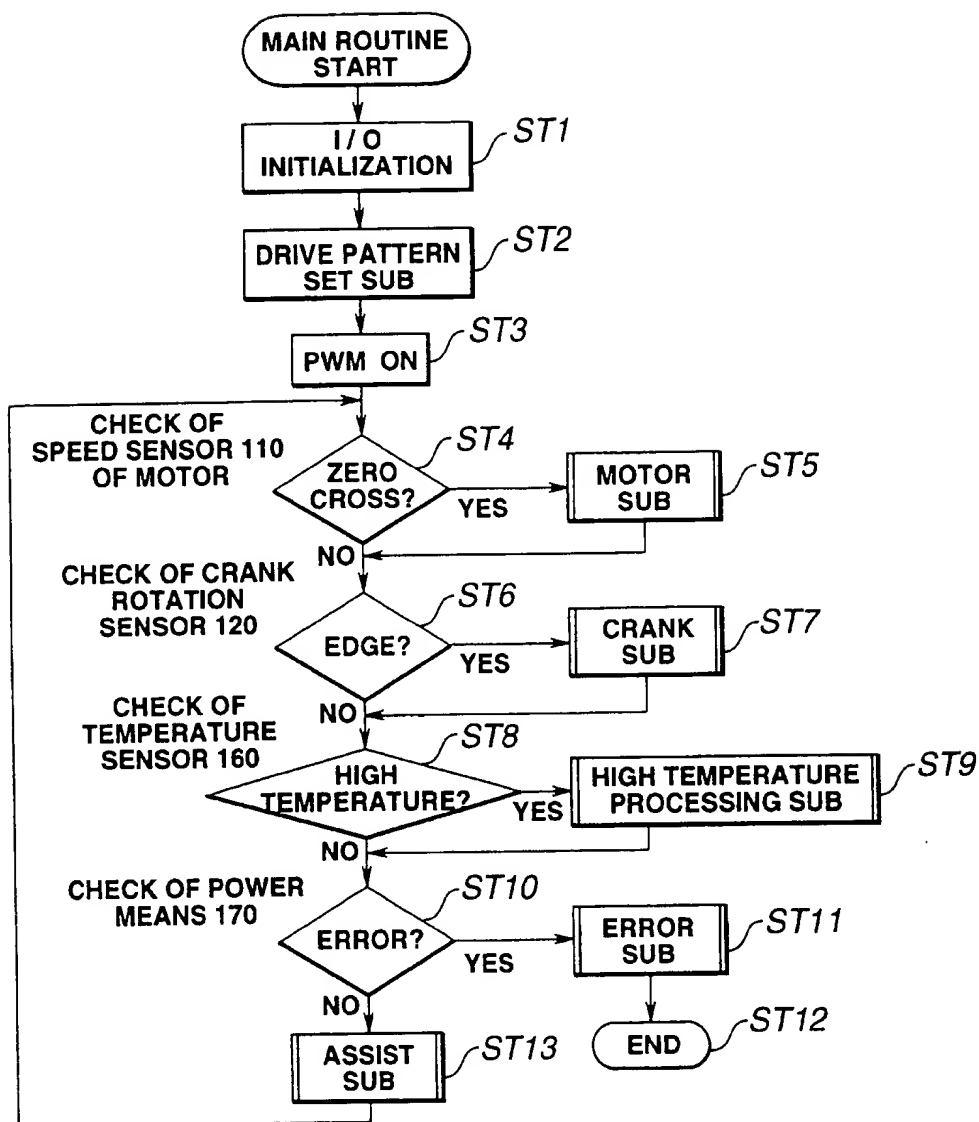 MAIN ROUTINE
START
I / O
INITIALIZATION
ST1
DRIVE PATTERN
SET SUB
ST2
PWM ON
ST3
CHECK OF
SPEED SENSOR 110
OF MOTOR
ZERO
CROSS?
ST4
YES
MOTOR
SUB
ST5
NO
CHECK OF CRANK
ROTATION
SENSOR 120
EDGE?
ST6
YES
CRANK
SUB
ST7
NO
CHECK OF
TEMPERATURE
SENSOR 160
HIGH
TEMPERATURE?
ST8
YES
HIGH TEMPERATURE
PROCESSING SUB
ST9
NO
CHECK OF POWER
MEANS 170
ERROR?
ST10
YES
ERROR
SUB
ST11
NO
END
ST12
ASSIST
SUB
ST13